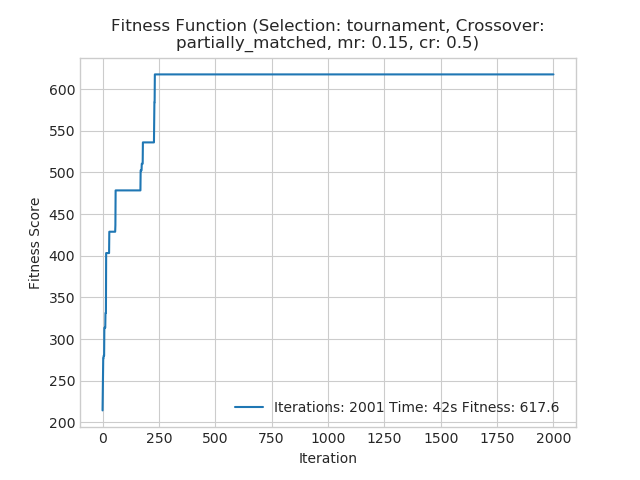 Fitness Function (Selection: tournament, Crossover:
partially_matched, mr: 0.15, cr: 0.5)
Fitness Score
600
550
500
450
400
350
300
250
200
Iterations: 2001 Time: 42s Fitness: 617.6
0 250 500 750 1000 1250 1500 1750 2000
Iteration